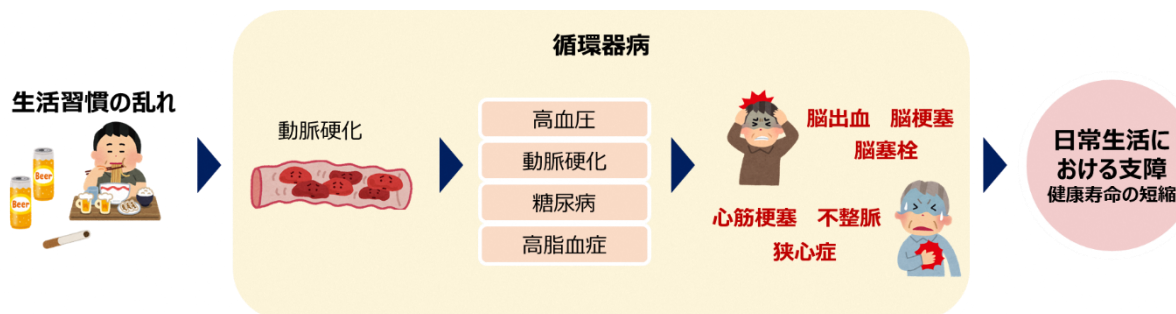 循環器病
生活習慣の乱れ
Beer
Beer
動脈硬化
高血圧
動脈硬化
糖尿病
高脂血症
脳出血　脳梗塞
脳塞栓
心筋梗塞　不整脈
狭心症
日常生活に
おける支障
健康寿命の短縮